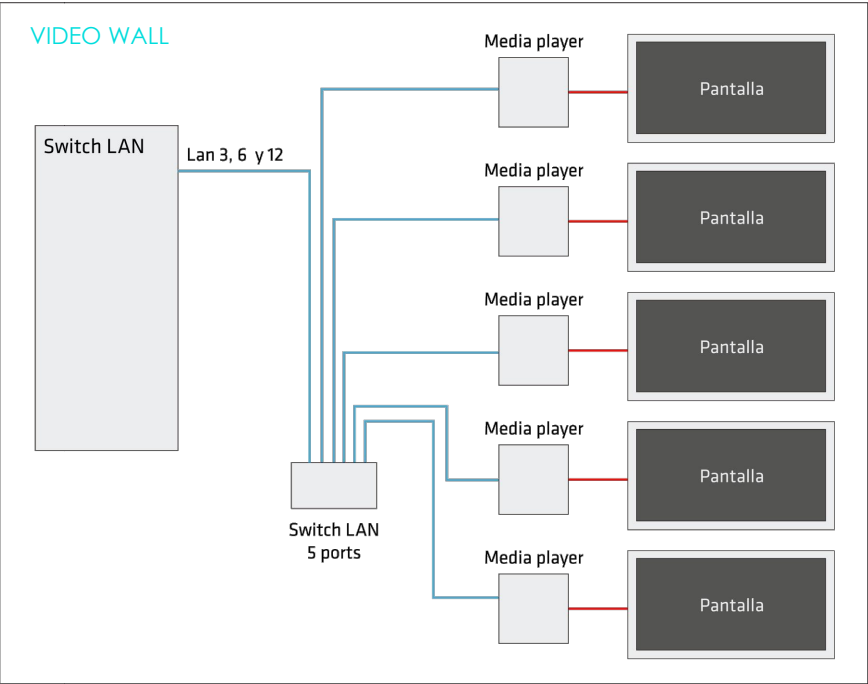 VIDEO WALL
Switch LAN
Lan 3, 6 y 12
Media player
Pantalla
Media player
Pantalla
Media player
Pantalla
Media player
Pantalla
Switch LAN
5 ports
Media player
Pantalla